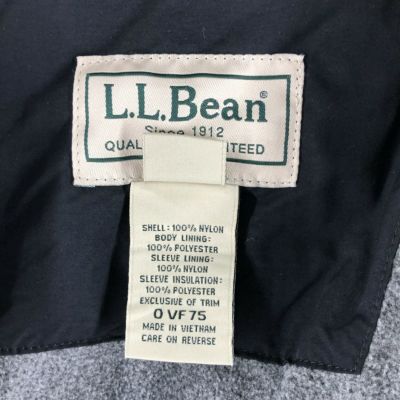 L.L.Bean®
Since 1912
QUAL TEED
SHELL: 100% NYLON
BODY LINING:
100% POLYESTER
SLEEVE LINING:
100% NYLON
SLEEVE INSULATION:
100% POLYESTER
EXCLUSIVE OF TRIM
0 VF75
MADE IN VIETNAM
CARE ON REVERSE